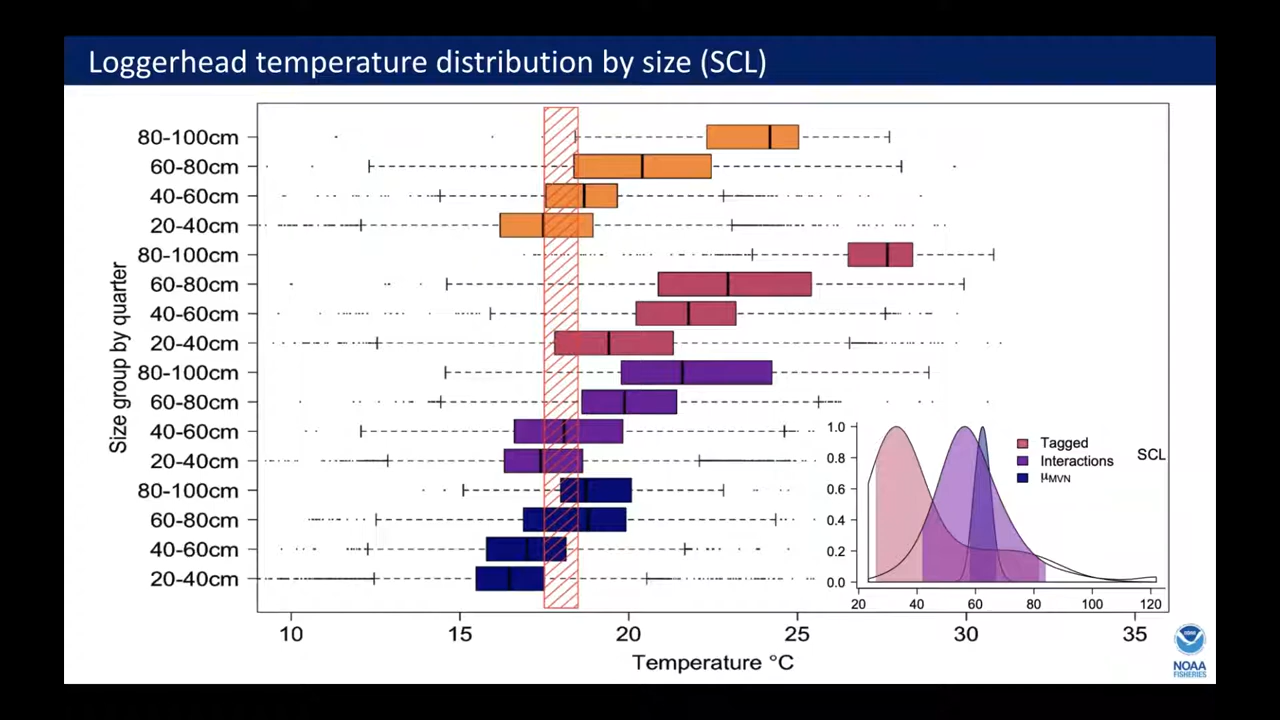 Loggerhead temperature distribution by size (SCL)
Size group by quarter
80-100cm
60-80cm
40-60cm
20-40cm
80-100cm
60-80cm
40-60cm
20-40cm
80-100cm
60-80cm
40-60cm
20-40cm
80-100cm
60-80cm
40-60cm
20-40cm
10 15 20 25 30 35
Temperature °C
1.0
0.8
0.6
0.4
0.2
0.0
20 40 60 80 100 120
Tagged
Interactions
μMVN
SCL
NOAA
FISHERIES